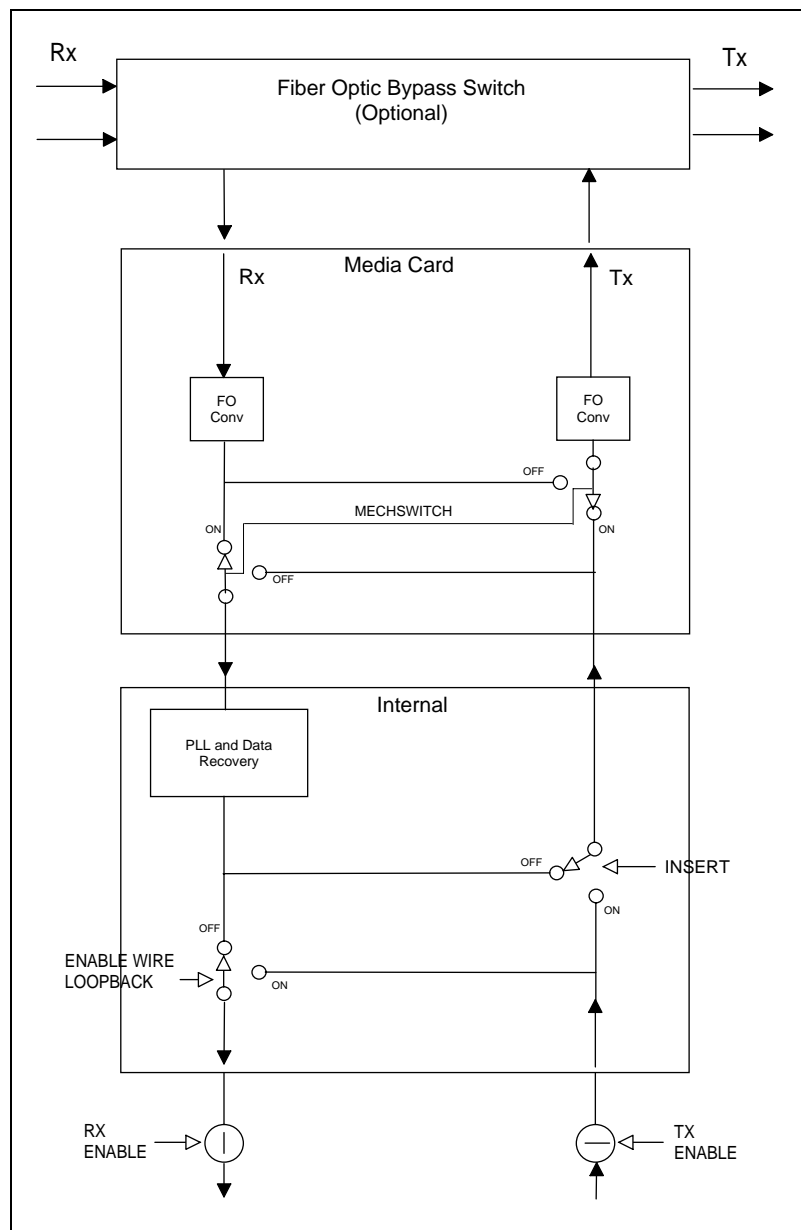 Rx
Tx
Fiber Optic Bypass Switch
(Optional)
Media Card
Rx
Tx
FO
Conv
FO
Conv
OFF
MECHSWITCH
ON
ON
OFF
Internal
PLL and Data
Recovery
OFF
INSERT
ON
OFF
ENABLE WIRE
LOOPBACK
ON
RX
ENABLE
TX
ENABLE